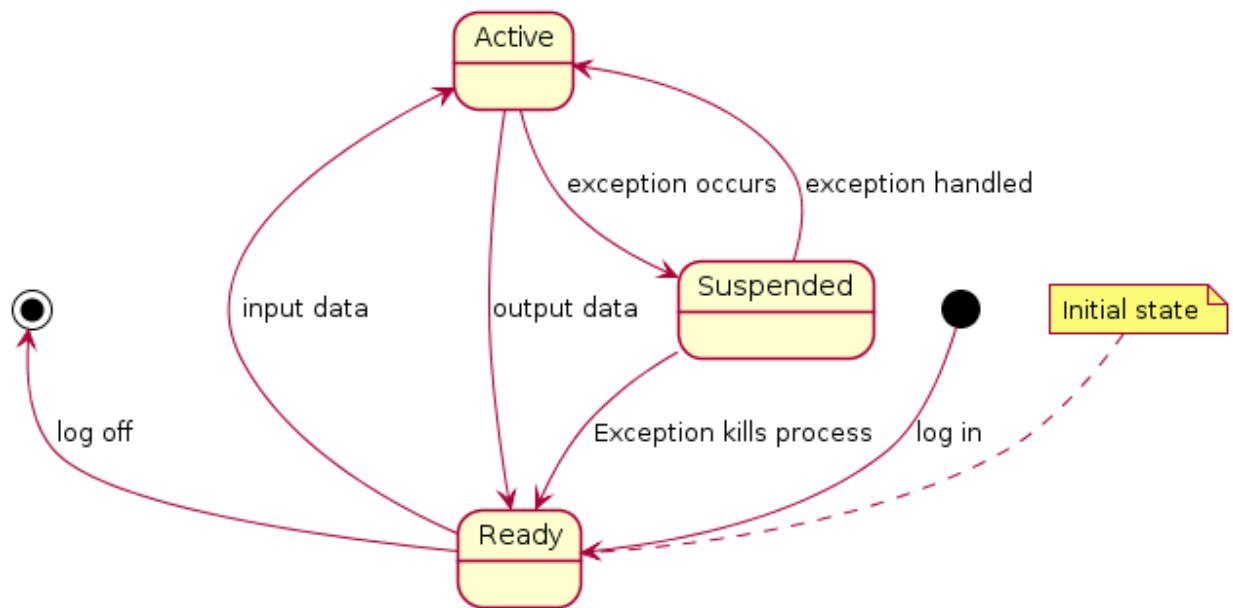 Active
exception occurs
exception handled
Suspended
input data
output data
Initial state
log off
Exception kills process
log in
Ready